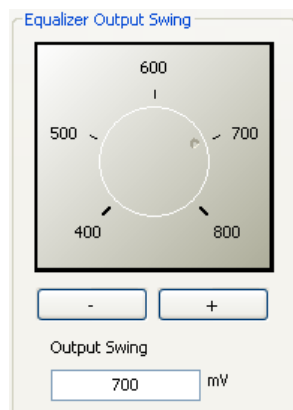 Equalizer Output Swing
600
500 700
400 800
- +
Output Swing
700 mV